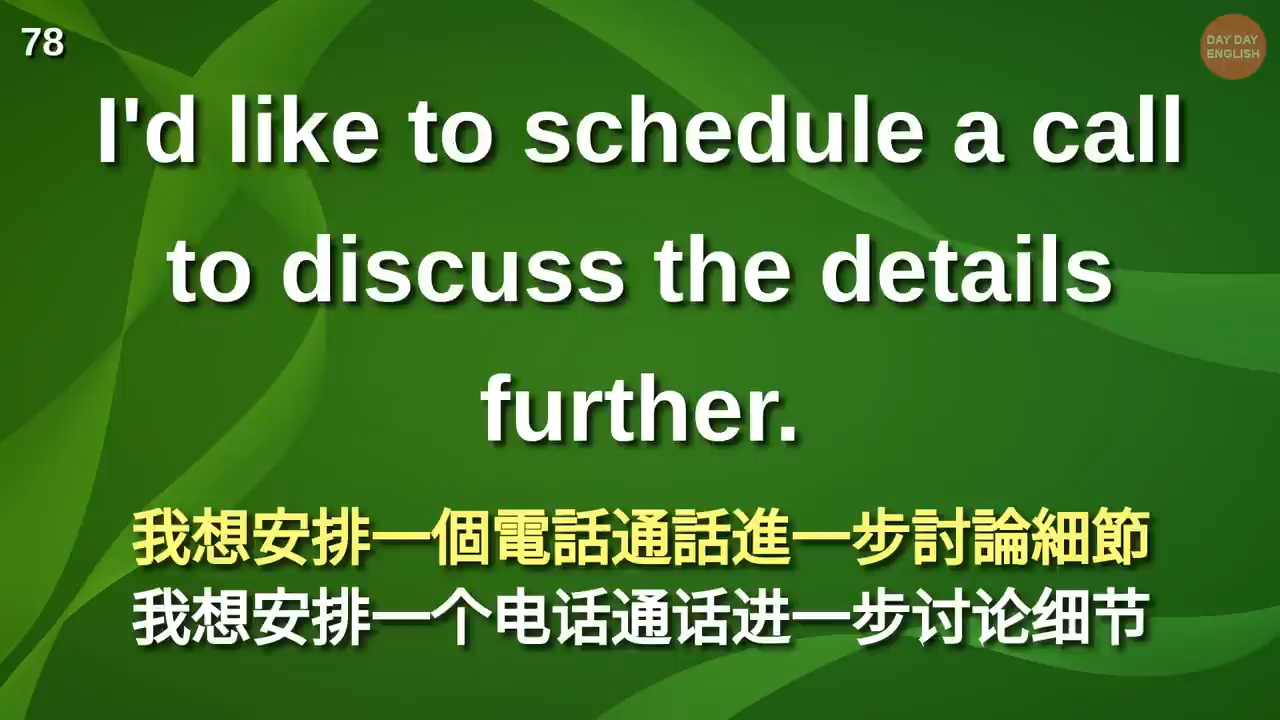 78
DAY DAY
ENGLISH
I'd like to schedule a call
to discuss the details
further.
我想安排一個電話通話進一步討論細節
我想安排一个电话通话进一步讨论细节